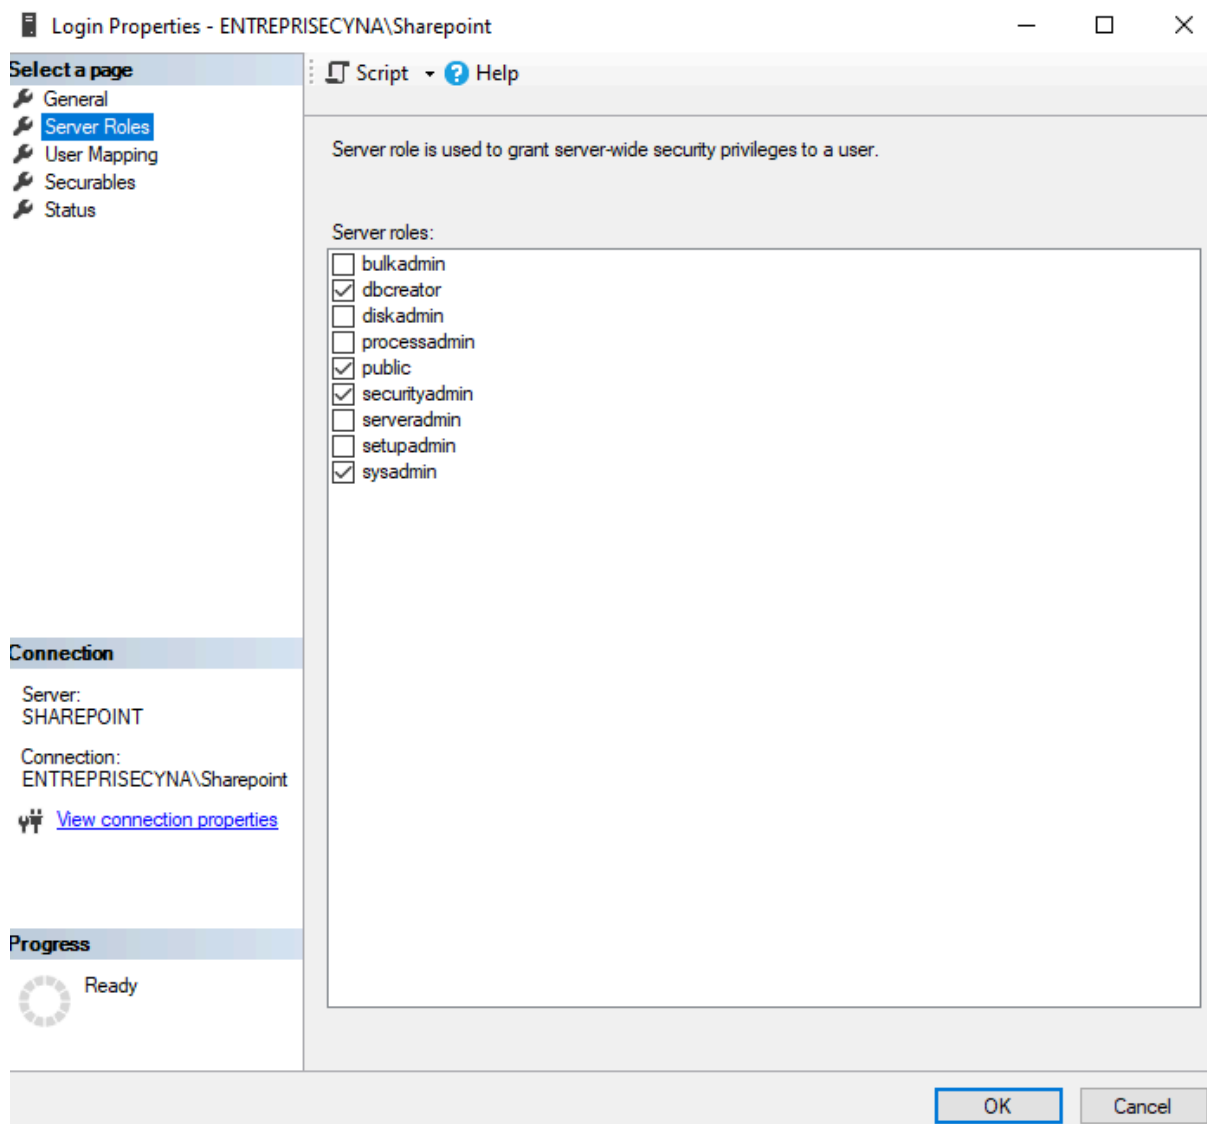 Login Properties - ENTREPRISECYNA\Sharepoint
Select a page
General
Server Roles
User Mapping
Securables
Status
Script
Help
Server role is used to grant server-wide security privileges to a user.
Server roles:
bulkadmin
dbcreator
diskadmin
processadmin
public
securityadmin
serveradmin
setupadmin
sysadmin
Connection
Server:
SHAREPOINT
Connection:
ENTREPRISECYNA\Sharepoint
View connection properties
Progress
Ready
OK
Cancel